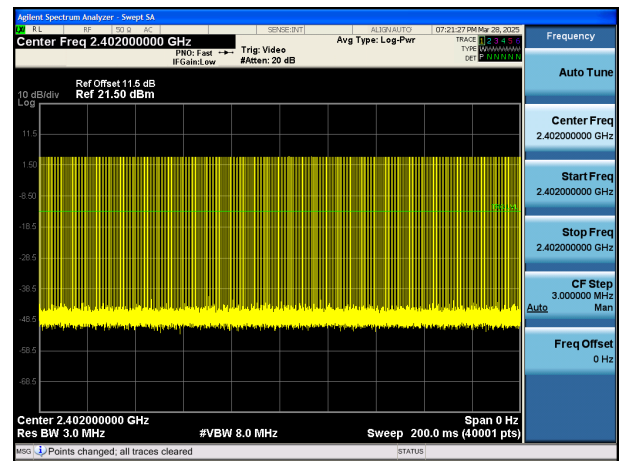 Agilent Spectrum Analyzer - Swept SA
RL RF 50 Ω AC SENSE:INT ALIGN AUTO 07:21:27 PM Mar 28, 2025
Center Freq 2.402000000 GHz
PNO: Fast
IFGain:Low
Trig: Video
#Atten: 20 dB
Avg Type: Log-Pwr
TRACE 1 2 3 4 5 6
TYPE
DET P N N N N N
Ref Offset 11.5 dB
10 dB/div Ref 21.50 dBm
Log
11.5
1.50
-8.50
-18.5
-28.5
-38.5
-48.5
-58.5
-68.5
Center 2.402000000 GHz Span 0 Hz
Res BW 3.0 MHz #VBW 8.0 MHz Sweep 200.0 ms (40001 pts)
MSG Points changed; all traces cleared STATUS
Frequency
Auto Tune
Center Freq
2.402000000 GHz
Start Freq
2.402000000 GHz
Stop Freq
2.402000000 GHz
CF Step
3.000000 MHz
Auto Man
Freq Offset
0 Hz